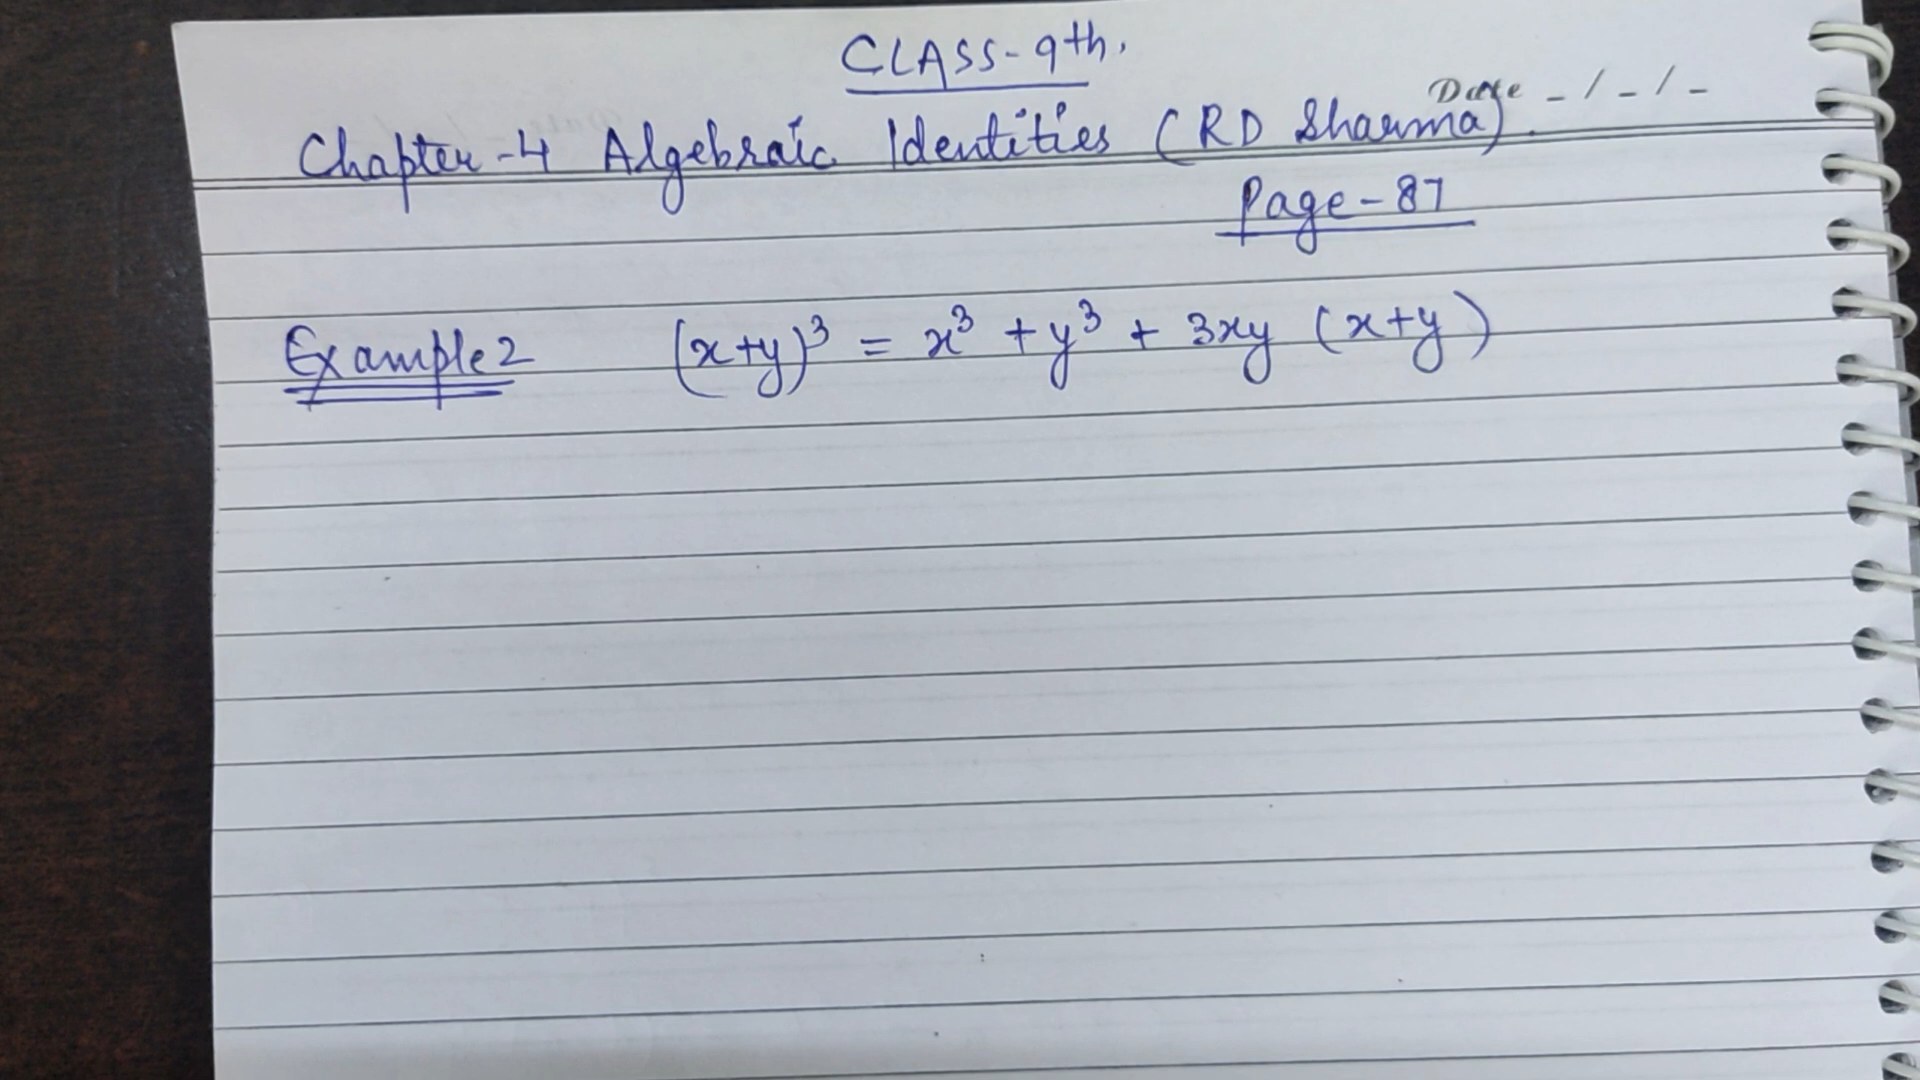 CLASS-9th.
Date _/_/_
Chapter-4 Algebraic Identities (RD Sharma).
Page-87
Example 2 (x+y)³ = x³ + y³ + 3xy (x+y)